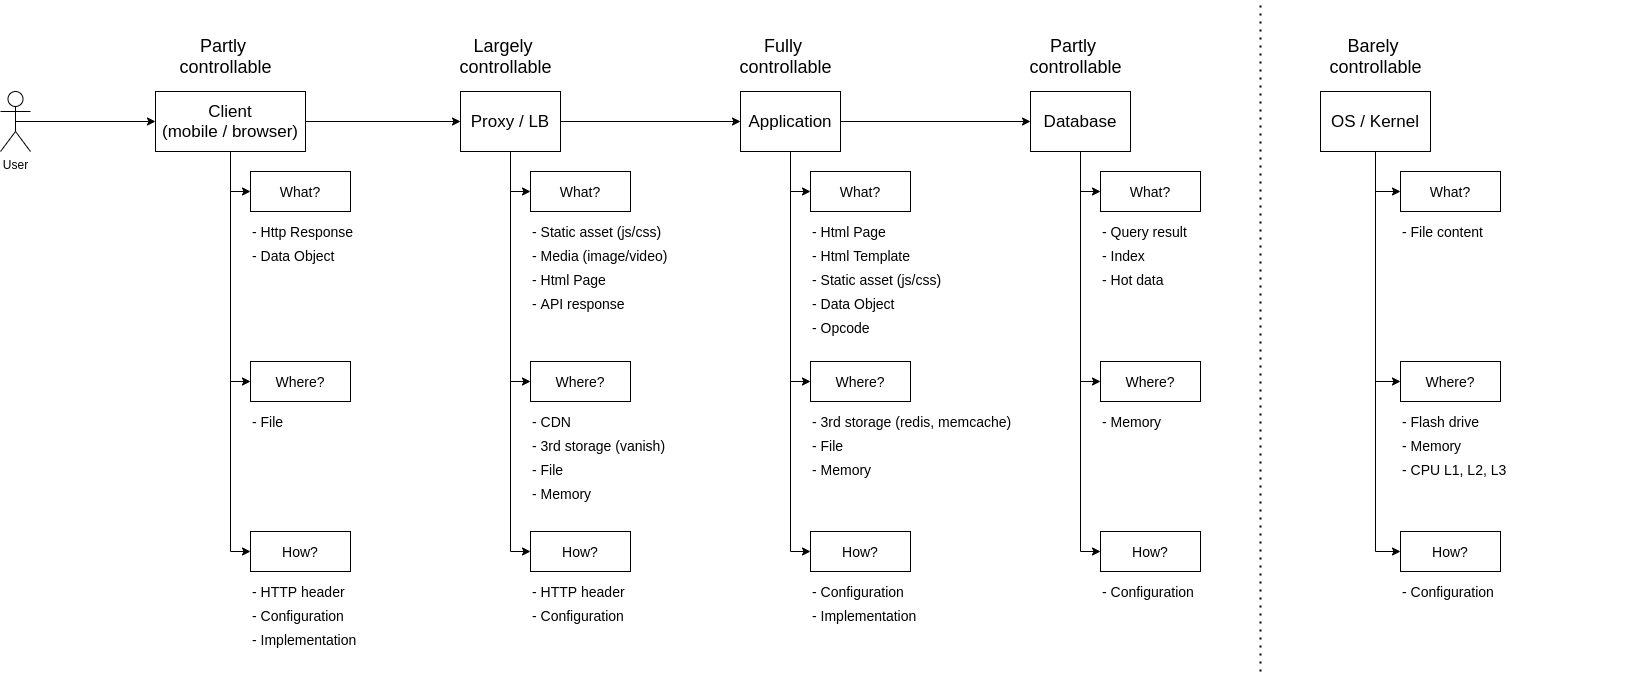 Partly
controllable
Largely
controllable
Fully
controllable
Partly
controllable
Barely
controllable
User
Client
(mobile / browser)
Proxy / LB
Application
Database
OS / Kernel
What?
- Http Response
- Data Object
Where?
- File
How?
- HTTP header
- Configuration
- Implementation
What?
- Static asset (js/css)
- Media (image/video)
- Html Page
- API response
Where?
- CDN
- 3rd storage (vanish)
- File
- Memory
How?
- HTTP header
- Configuration
What?
- Html Page
- Html Template
- Static asset (js/css)
- Data Object
- Opcode
Where?
- 3rd storage (redis, memcache)
- File
- Memory
How?
- Configuration
- Implementation
What?
- Query result
- Index
- Hot data
Where?
- Memory
How?
- Configuration
What?
- File content
Where?
- Flash drive
- Memory
- CPU L1, L2, L3
How?
- Configuration